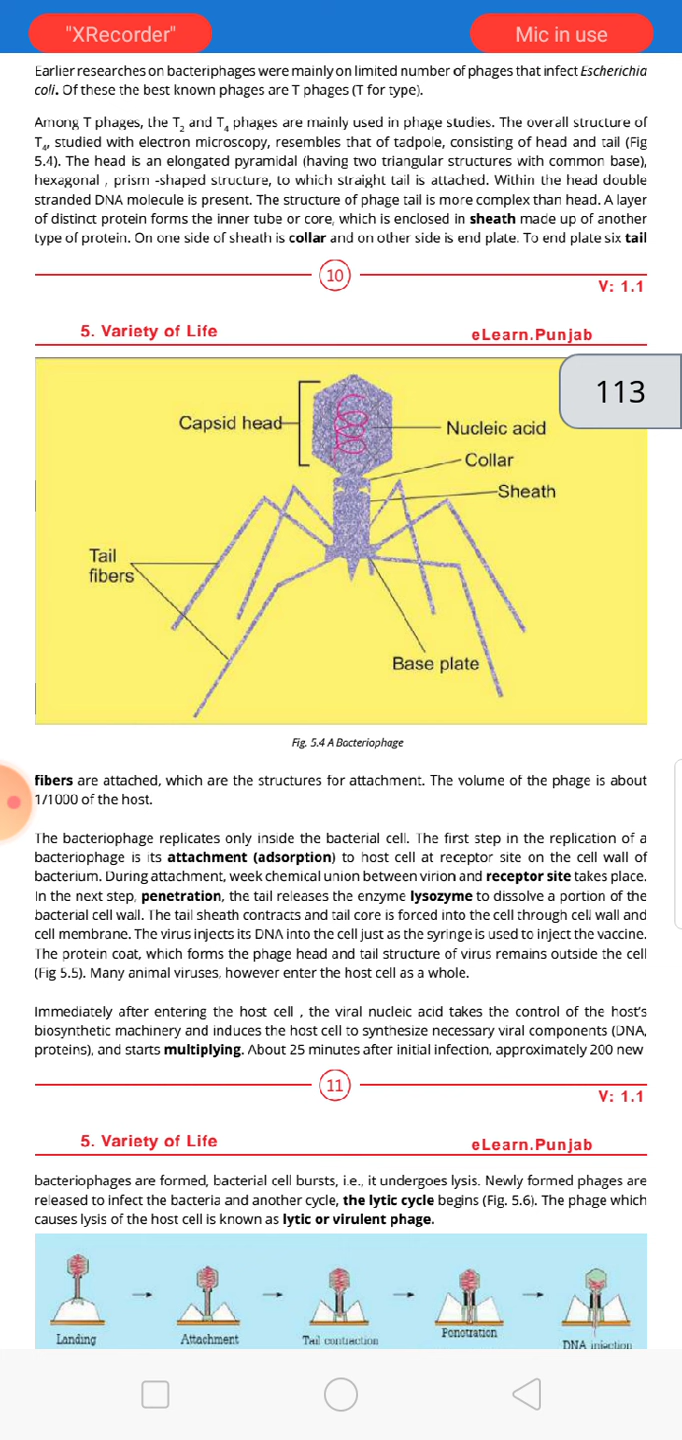 "XRecorder"
Mic in use
Earlier researches on bacteriphages were mainly on limited number of phages that infect Escherichia
coli. Of these the best known phages are T phages (T for type).
Among T phages, the T2 and T4 phages are mainly used in phage studies. The overall structure of
T4, studied with electron microscopy, resembles that of tadpole, consisting of head and tail (Fig
5.4). The head is an elongated pyramidal (having two triangular structures with common base),
hexagonal , prism -shaped structure, to which straight tail is attached. Within the head double
stranded DNA molecule is present. The structure of phage tail is more complex than head. A layer
of distinct protein forms the inner tube or core, which is enclosed in sheath made up of another
type of protein. On one side of sheath is collar and on other side is end plate. To end plate six tail
10
V: 1.1
5. Variety of Life
eLearn.Punjab
113
Capsid head
Nucleic acid
Collar
Sheath
Tail
fibers
Base plate
Fig. 5.4 A Bacteriophage
fibers are attached, which are the structures for attachment. The volume of the phage is about
1/1000 of the host.
The bacteriophage replicates only inside the bacterial cell. The first step in the replication of a
bacteriophage is its attachment (adsorption) to host cell at receptor site on the cell wall of
bacterium. During attachment, week chemical union between virion and receptor site takes place.
In the next step, penetration, the tail releases the enzyme lysozyme to dissolve a portion of the
bacterial cell wall. The tail sheath contracts and tail core is forced into the cell through cell wall and
cell membrane. The virus injects its DNA into the cell just as the syringe is used to inject the vaccine.
The protein coat, which forms the phage head and tail structure of virus remains outside the cell
(Fig 5.5). Many animal viruses, however enter the host cell as a whole.
Immediately after entering the host cell , the viral nucleic acid takes the control of the host's
biosynthetic machinery and induces the host cell to synthesize necessary viral components (DNA,
proteins), and starts multiplying. About 25 minutes after initial infection, approximately 200 new
11
V: 1.1
5. Variety of Life
eLearn.Punjab
bacteriophages are formed, bacterial cell bursts, i.e., it undergoes lysis. Newly formed phages are
released to infect the bacteria and another cycle, the lytic cycle begins (Fig. 5.6). The phage which
causes lysis of the host cell is known as lytic or virulent phage.
Landing
Attachment
Tail contraction
Penetration
DNA injection